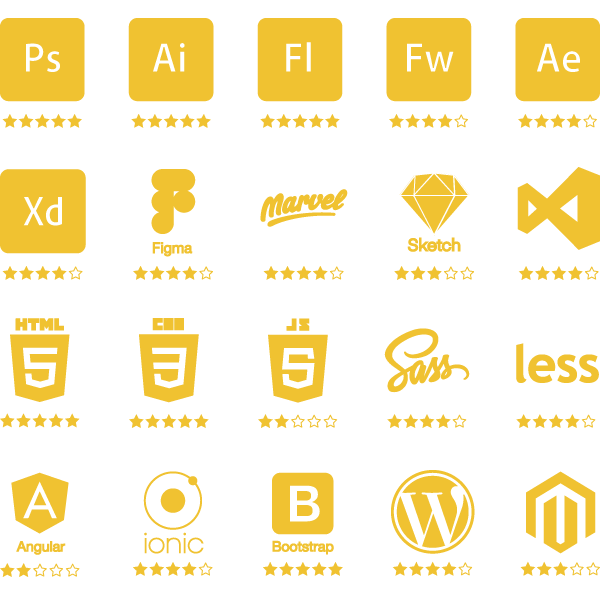 Ps Ai Fl Fw Ae
Xd
Figma
Marvel
Sketch
HTML
5
CSS
3
JS
5
Sass
less
A
Angular
ionic
B
Bootstrap
W